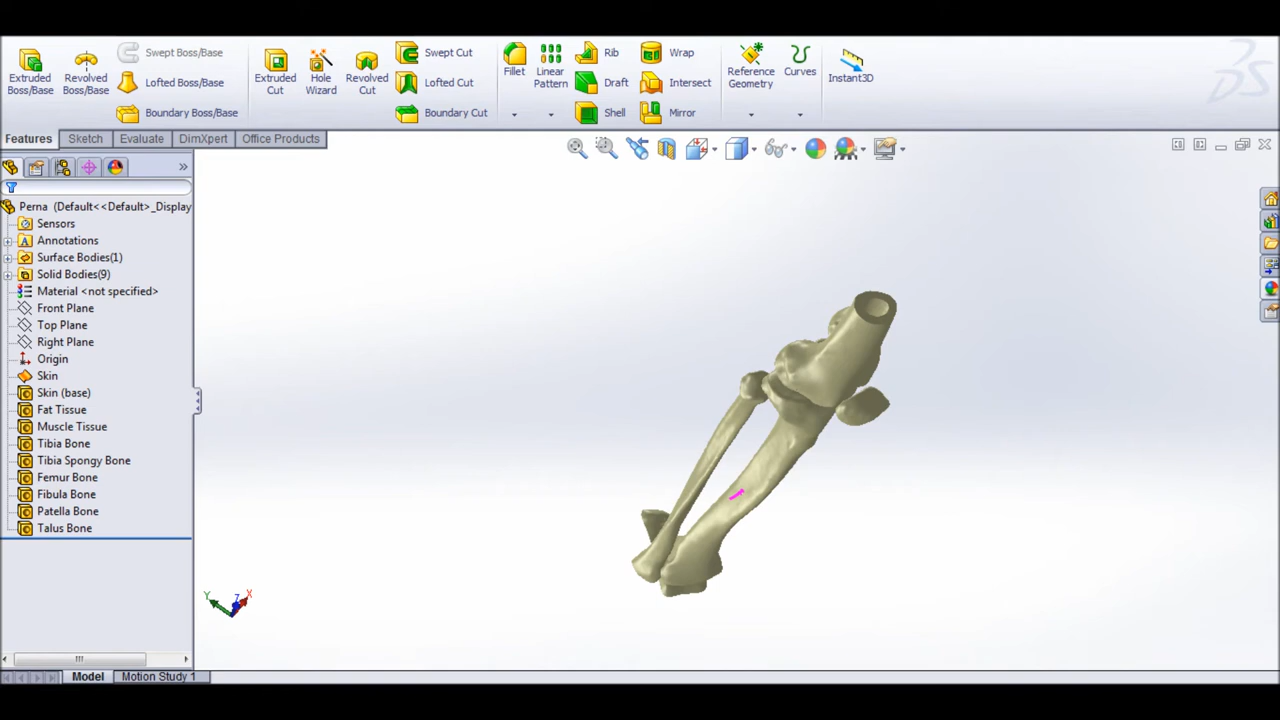 Extruded Boss/Base
Revolved Boss/Base
Swept Boss/Base
Lofted Boss/Base
Boundary Boss/Base
Extruded Cut
Hole Wizard
Revolved Cut
Swept Cut
Lofted Cut
Boundary Cut
Fillet
Linear Pattern
Rib
Draft
Shell
Wrap
Intersect
Mirror
Reference Geometry
Curves
Instant3D
Features
Sketch
Evaluate
DimXpert
Office Products
Perna (Default<<Default>_Display
Sensors
Annotations
Surface Bodies(1)
Solid Bodies(9)
Material <not specified>
Front Plane
Top Plane
Right Plane
Origin
Skin
Skin (base)
Fat Tissue
Muscle Tissue
Tibia Bone
Tibia Spongy Bone
Femur Bone
Fibula Bone
Patella Bone
Talus Bone
Y Z X
Model
Motion Study 1